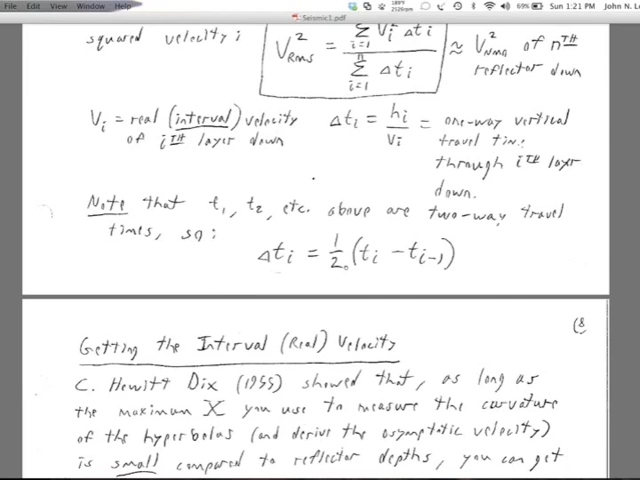 File Edit View Window Help
189°F 2526rpm 69% Sun 1:21 PM John N. L
Seismic1.pdf
squared velocity: V²RMS = Σ i=1 Vi² Δti / Σ n i=1 Δti ≈ V²NMO of nTH reflector down
Vi = real (interval) velocity of iTH layer down
Δti = hi/Vi = one-way vertical travel time through iTH layer down.
Note that t1, t2, etc. above are two-way travel
times, so:
Δti = 1/2 (ti - ti-1)
(8
Getting the Interval (Real) Velocity
C. Hewitt Dix (1955) showed that, as long as
the maximum X you use to measure the curvature
of the hyperbolas (and derive the asymptotic velocity)
is small compared to reflector depths, you can get